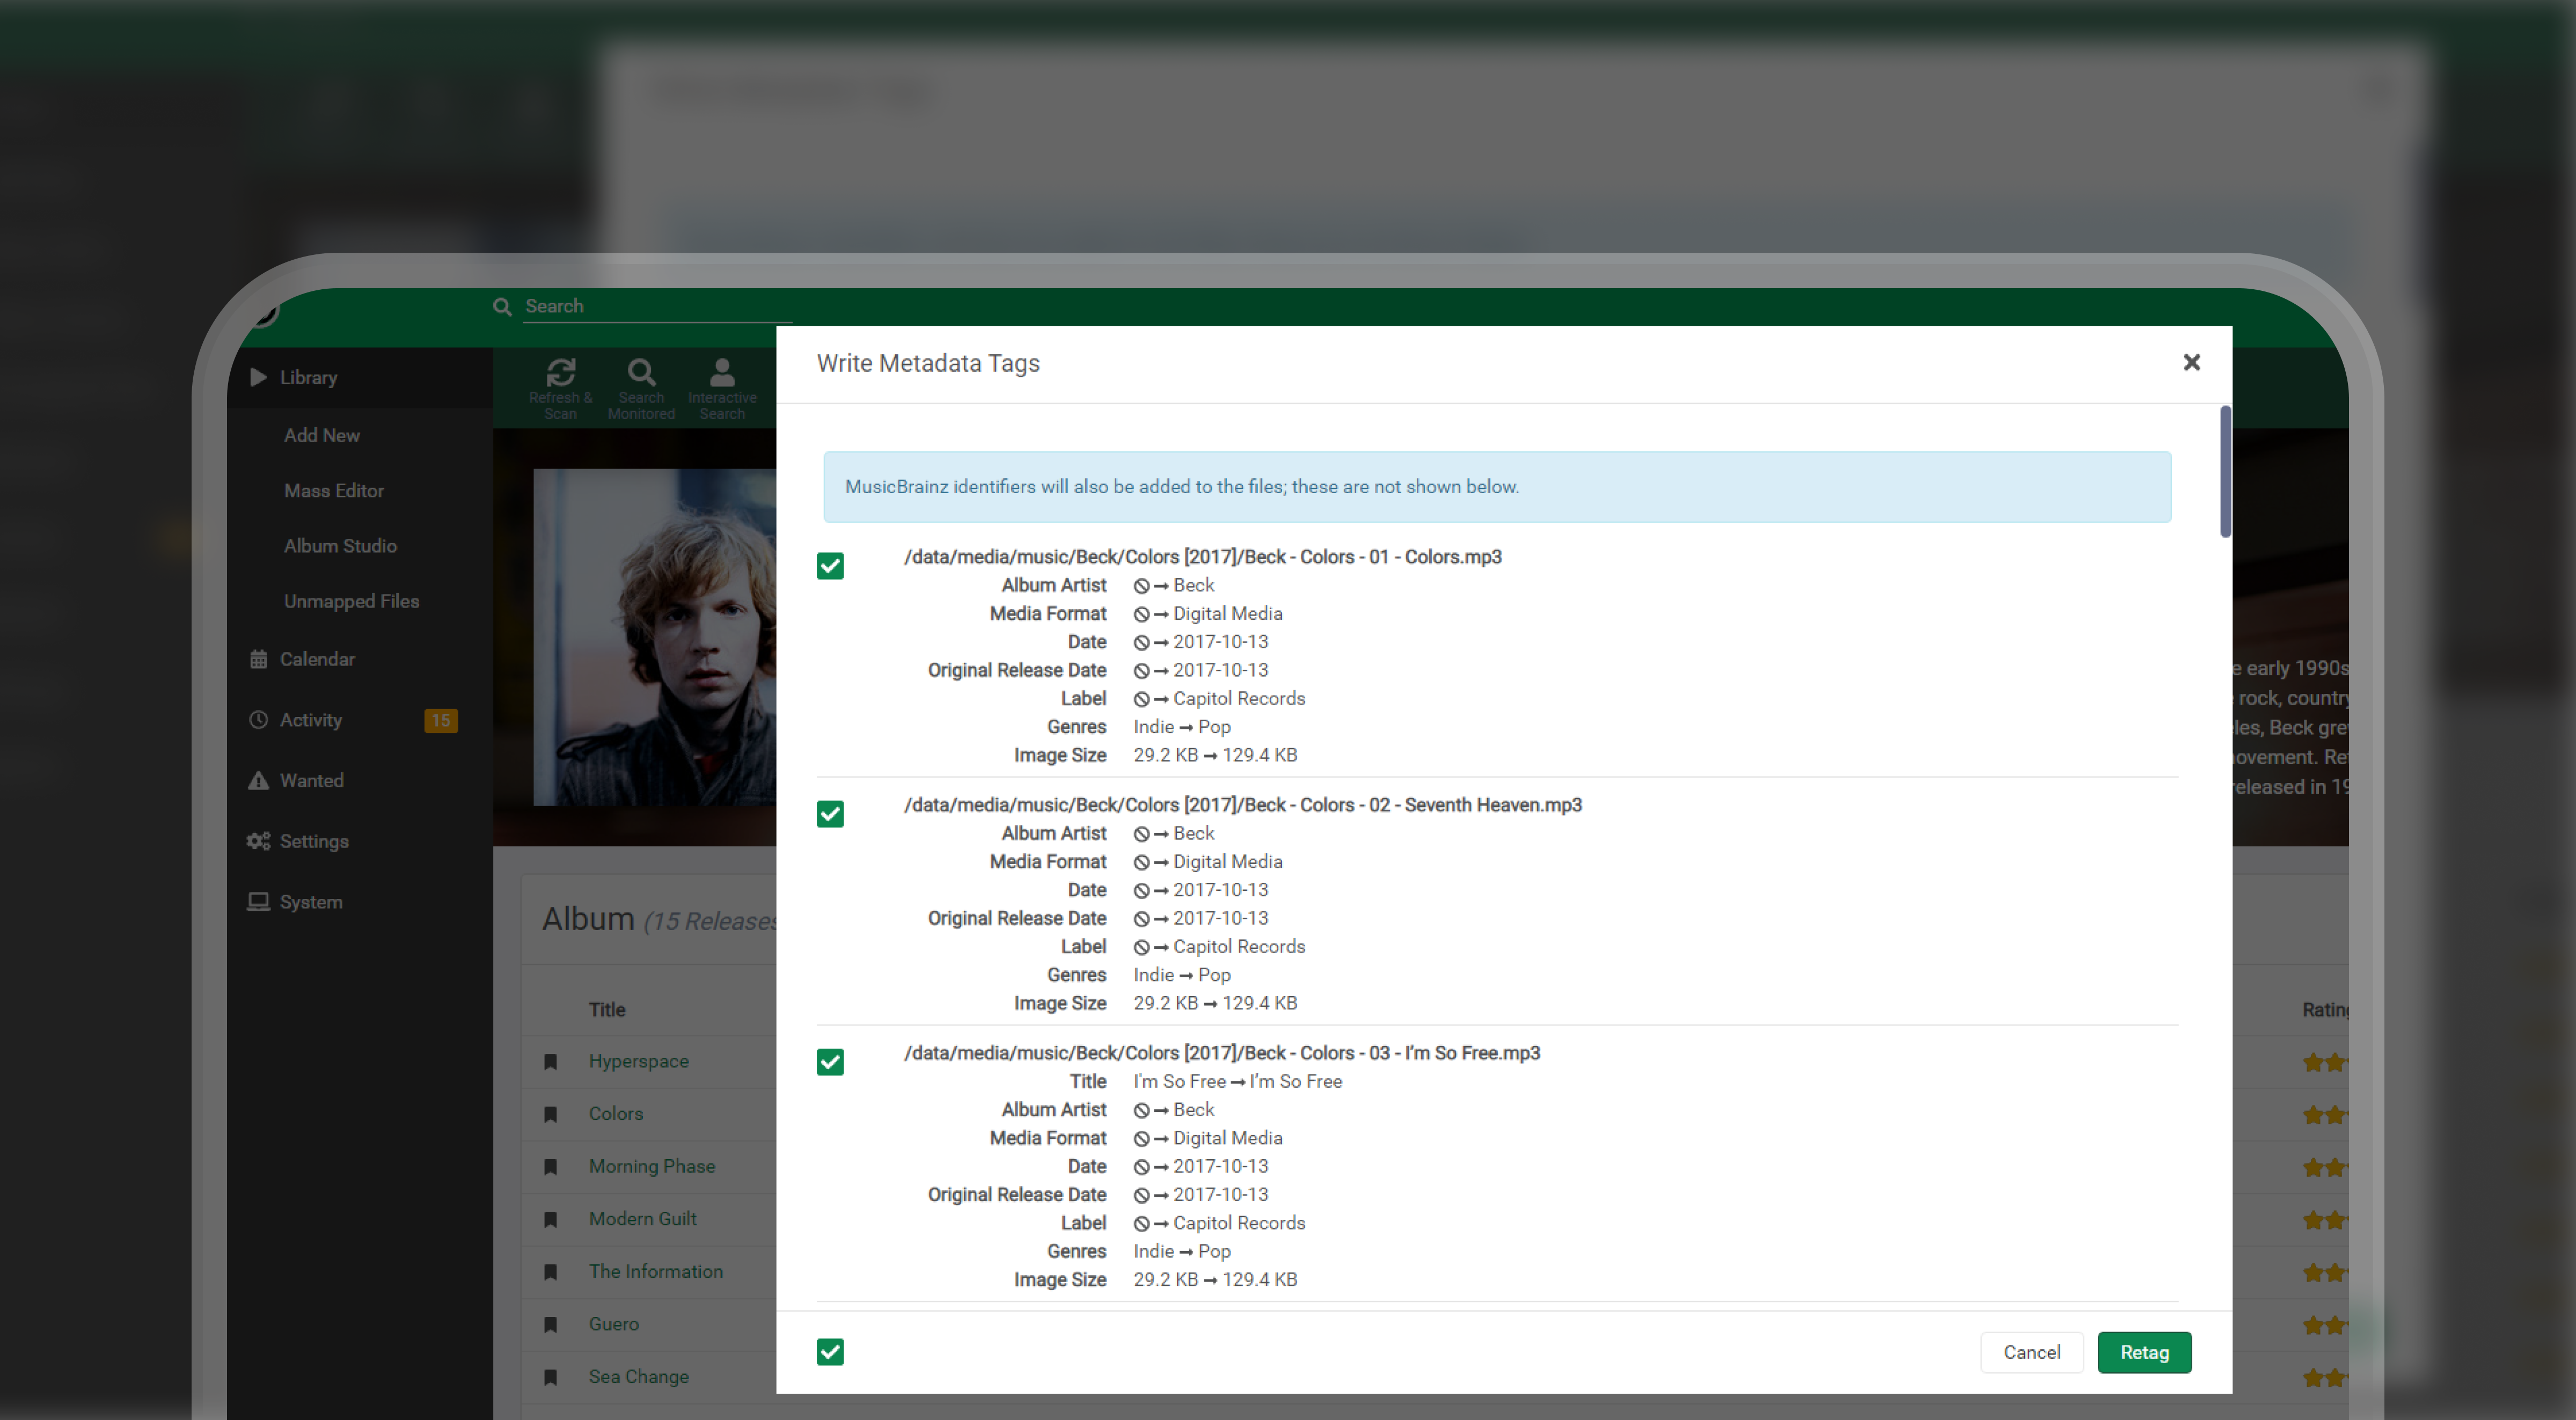 Search
Library
Add New
Mass Editor
Album Studio
Unmapped Files
Calendar
Activity 15
Wanted
Settings
System
Refresh & Scan
Search Monitored
Interactive Search
Album (15 Releases
Title
Hyperspace
Colors
Morning Phase
Modern Guilt
The Information
Guero
Sea Change
Write Metadata Tags
MusicBrainz identifiers will also be added to the files; these are not shown below.
/data/media/music/Beck/Colors [2017]/Beck - Colors - 01 - Colors.mp3
Album Artist → Beck
Media Format → Digital Media
Date → 2017-10-13
Original Release Date → 2017-10-13
Label → Capitol Records
Genres Indie → Pop
Image Size 29.2 KB → 129.4 KB
/data/media/music/Beck/Colors [2017]/Beck - Colors - 02 - Seventh Heaven.mp3
Album Artist → Beck
Media Format → Digital Media
Date → 2017-10-13
Original Release Date → 2017-10-13
Label → Capitol Records
Genres Indie → Pop
Image Size 29.2 KB → 129.4 KB
/data/media/music/Beck/Colors [2017]/Beck - Colors - 03 - I’m So Free.mp3
Title I'm So Free → I’m So Free
Album Artist → Beck
Media Format → Digital Media
Date → 2017-10-13
Original Release Date → 2017-10-13
Label → Capitol Records
Genres Indie → Pop
Image Size 29.2 KB → 129.4 KB
Cancel
Retag
early 1990s
rock, country
Beck
released in